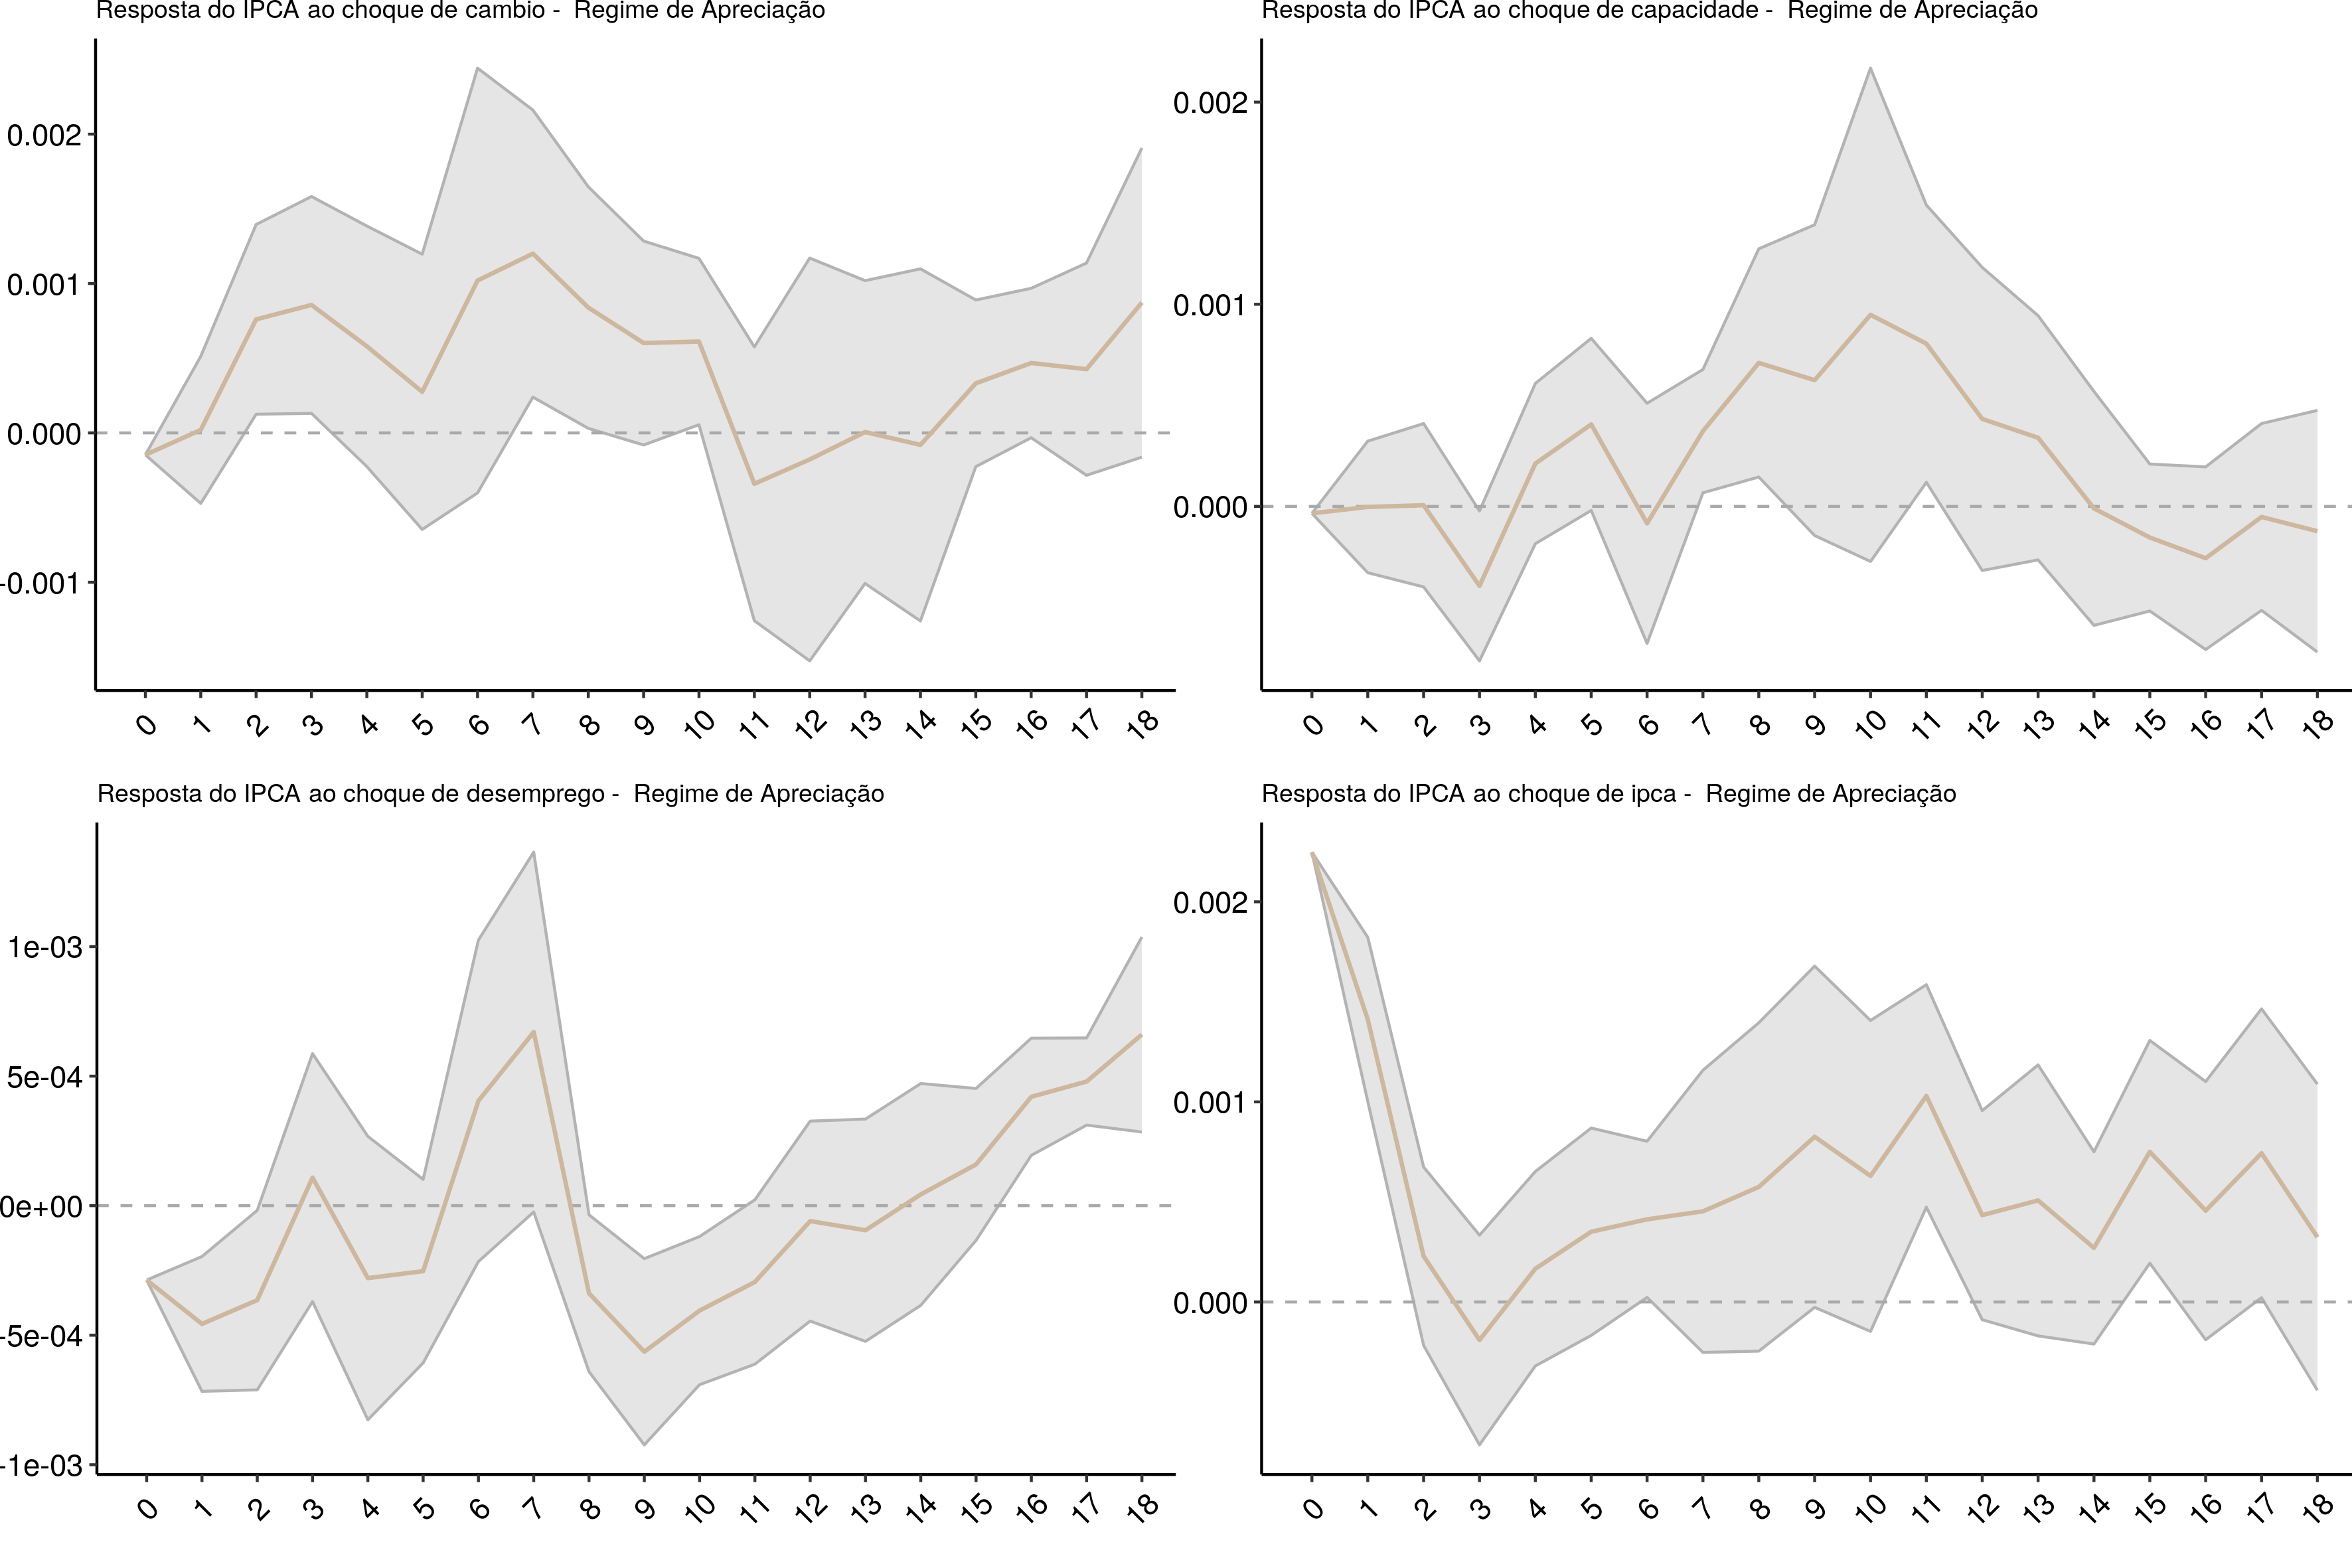 Resposta do IPCA ao choque de cambio -  Regime de Apreciação
0.002
0.001
0.000
-0.001
0 1 2 3 4 5 6 7 8 9 10 11 12 13 14 15 16 17 18
Resposta do IPCA ao choque de capacidade -  Regime de Apreciação
0.002
0.001
0.000
0 1 2 3 4 5 6 7 8 9 10 11 12 13 14 15 16 17 18
Resposta do IPCA ao choque de desemprego -  Regime de Apreciação
1e-03
5e-04
0e+00
-5e-04
-1e-03
0 1 2 3 4 5 6 7 8 9 10 11 12 13 14 15 16 17 18
Resposta do IPCA ao choque de ipca -  Regime de Apreciação
0.002
0.001
0.000
0 1 2 3 4 5 6 7 8 9 10 11 12 13 14 15 16 17 18